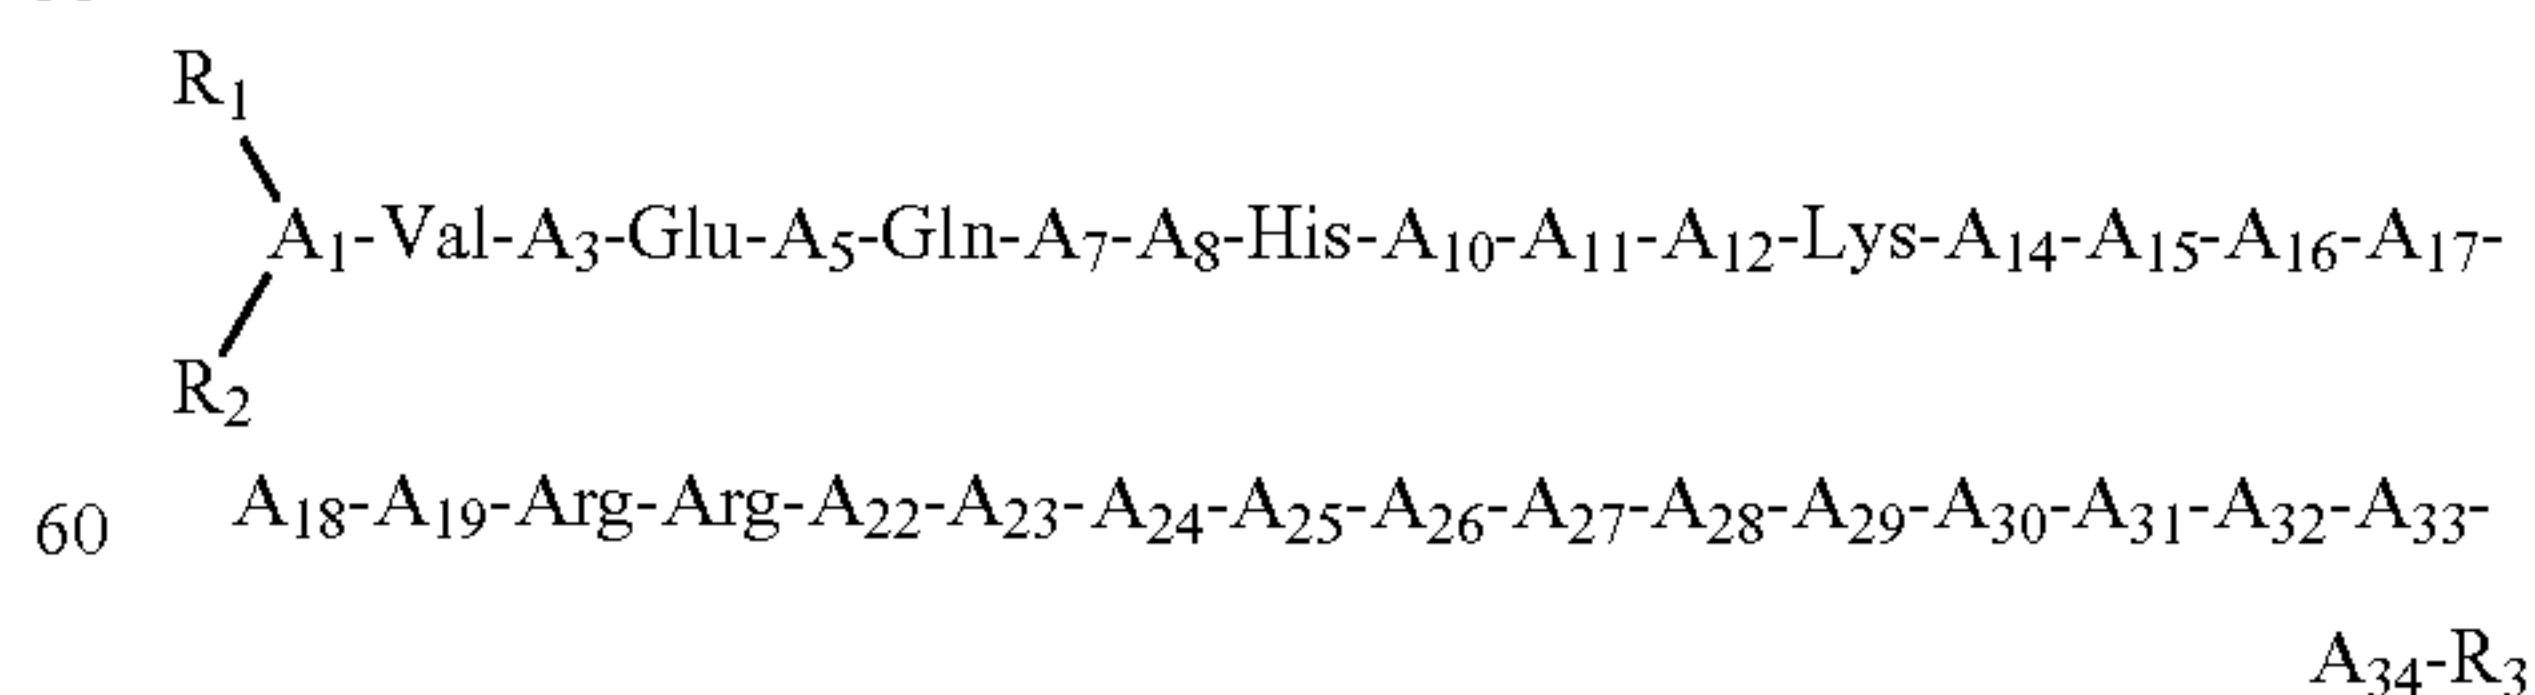 R1
A1-Val-A3-Glu-A5-Gln-A7-A8-His-A10-A11-A12-Lys-A14-A15-A16-A17-
R2
60 A18-A19-Arg-Arg-A22-A23-A24-A25-A26-A27-A28-A29-A30-A31-A32-A33-
A34-R3